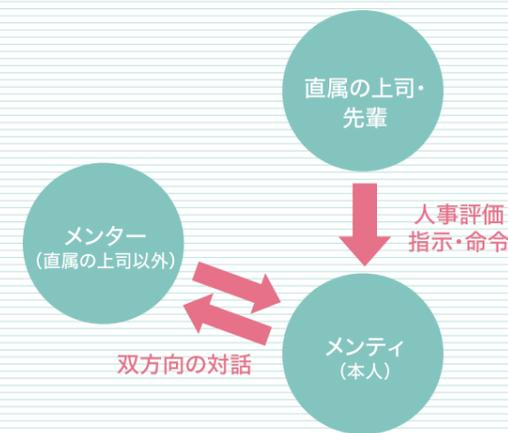 直属の上司・
先輩
人事評価
指示・命令
メンター
（直属の上司以外）
双方向の対話
メンティ
（本人）